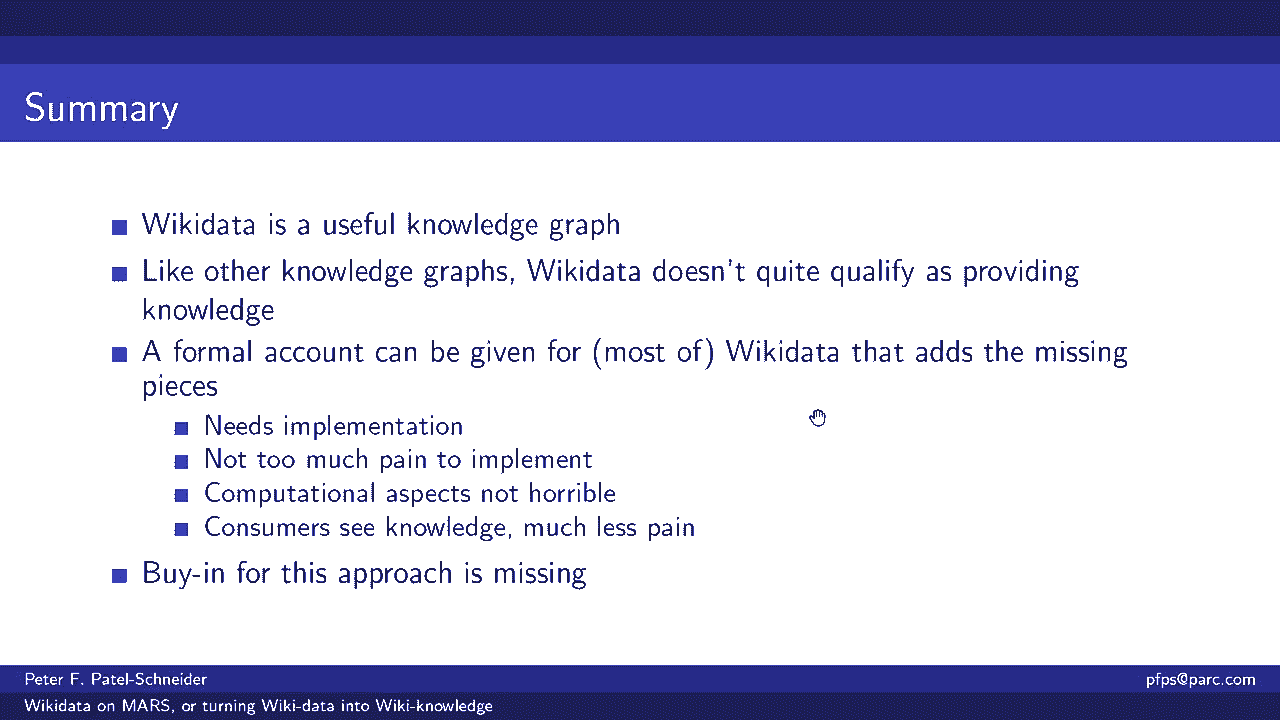 Summary
Wikidata is a useful knowledge graph
Like other knowledge graphs, Wikidata doesn't quite qualify as providing
knowledge
A formal account can be given for (most of) Wikidata that adds the missing
pieces
Needs implementation
Not too much pain to implement
Computational aspects not horrible
Consumers see knowledge, much less pain
Buy-in for this approach is missing
Peter F. Patel-Schneider
pfps@parc.com
Wikidata on MARS, or turning Wiki-data into Wiki-knowledge